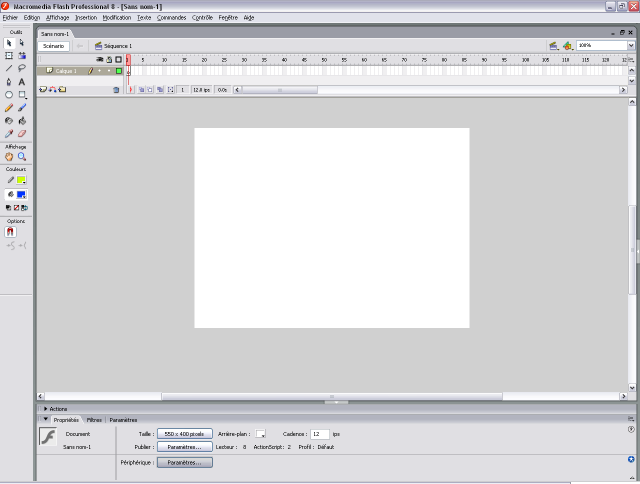 Macromedia Flash Professional 8 - [Sans nom-1]
Fichier Edition Affichage Insertion Modification Texte Commandes Contrôle Fenêtre Aide
Outils
Sans nom-1
Scénario Séquence 1 100%
1 5 10 15 20 25 30 35 40 45 50 55 60 65 70 75 80 85 90 95 100 105 110 115 120
Calque 1
1 12.0 ips 0.0s
Affichage
Couleurs
Options
Actions
Propriétés Filtres Paramètres
Document Taille : 550 x 400 pixels Arrière-plan : Cadence : 12 ips
Sans nom-1 Publier : Paramètres... Lecteur : 8 ActionScript : 2 Profil : Défaut
Périphérique : Paramètres...